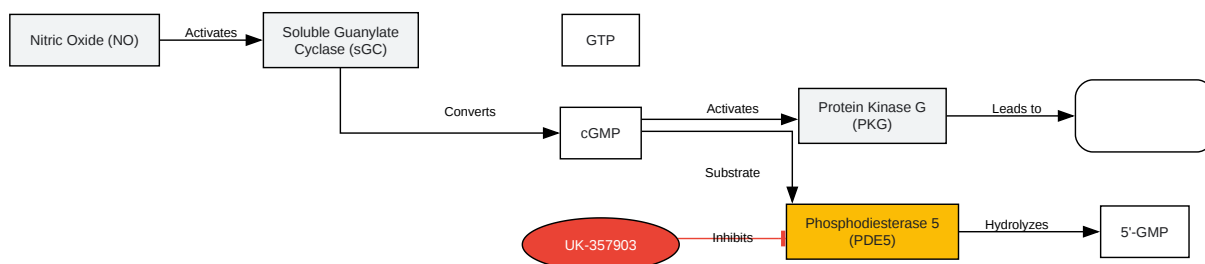 Nitric Oxide (NO)
Activates
Soluble Guanylate
Cyclase (sGC)
GTP
Converts
cGMP
Activates
Protein Kinase G
(PKG)
Leads to
Substrate
UK-357903
Inhibits
Phosphodiesterase 5
(PDE5)
Hydrolyzes
5'-GMP